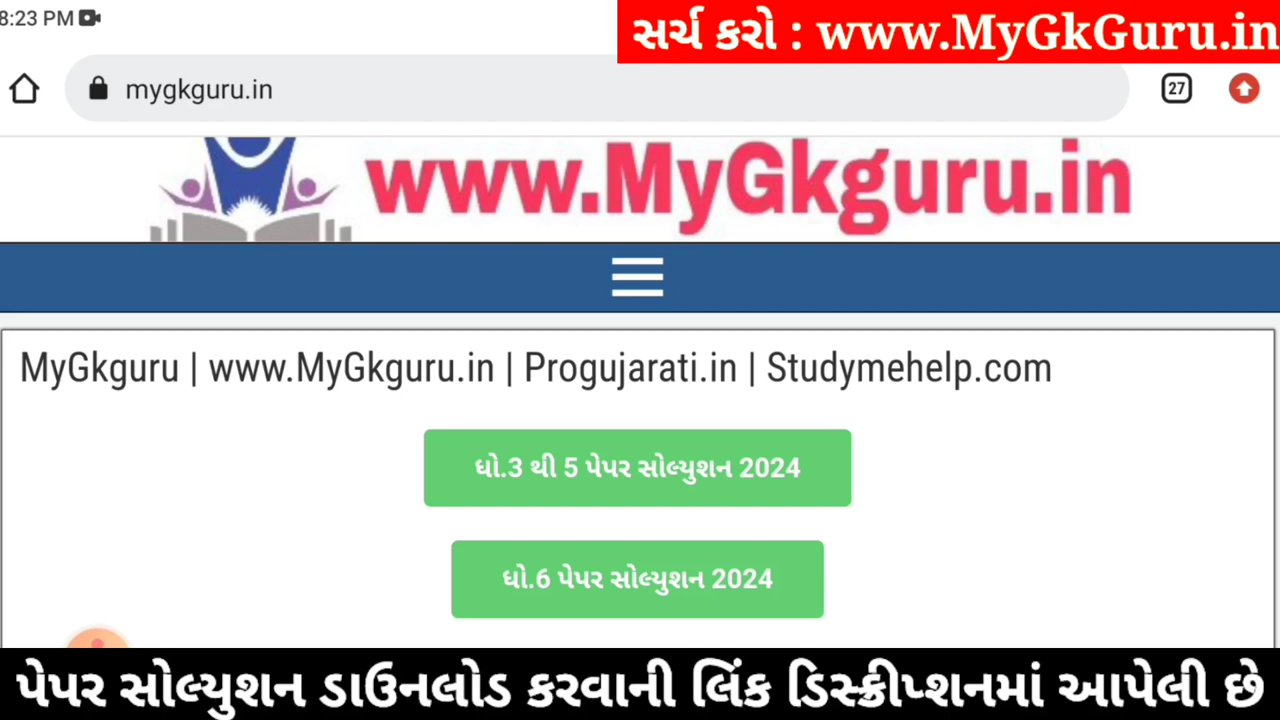 8:23 PM
સર્ચ કરો : www.MyGkGuru.in
mygkguru.in
27
www.MyGkguru.in
MyGkguru | www.MyGkguru.in | Progujarati.in | Studymehelp.com
ધો.3 થી 5 પેપર સોલ્યુશન 2024
ધો.6 પેપર સોલ્યુશન 2024
પેપર સોલ્યુશન ડાઉનલોડ કરવાની લિંક ડિસ્ક્રીપ્શનમાં આપેલી છે